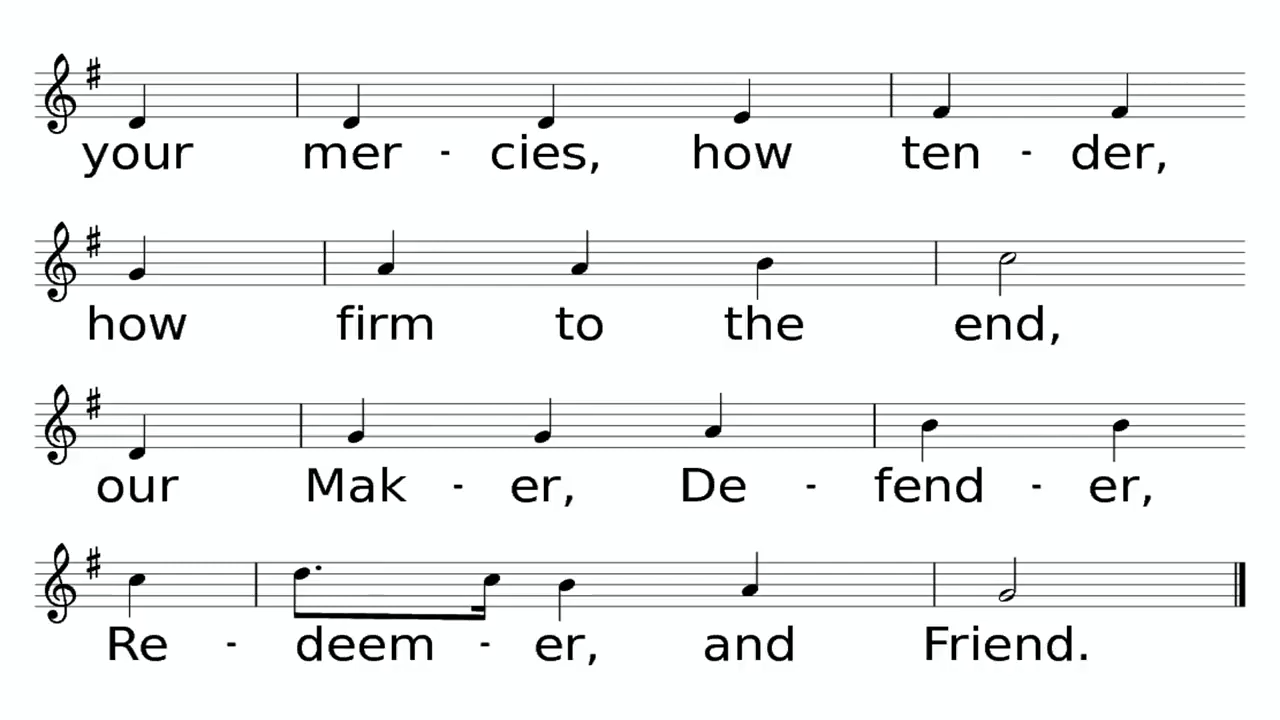 your mer - cies, how ten - der,
how firm to the end,
our Mak - er, De - fend - er,
Re - deem - er, and Friend.